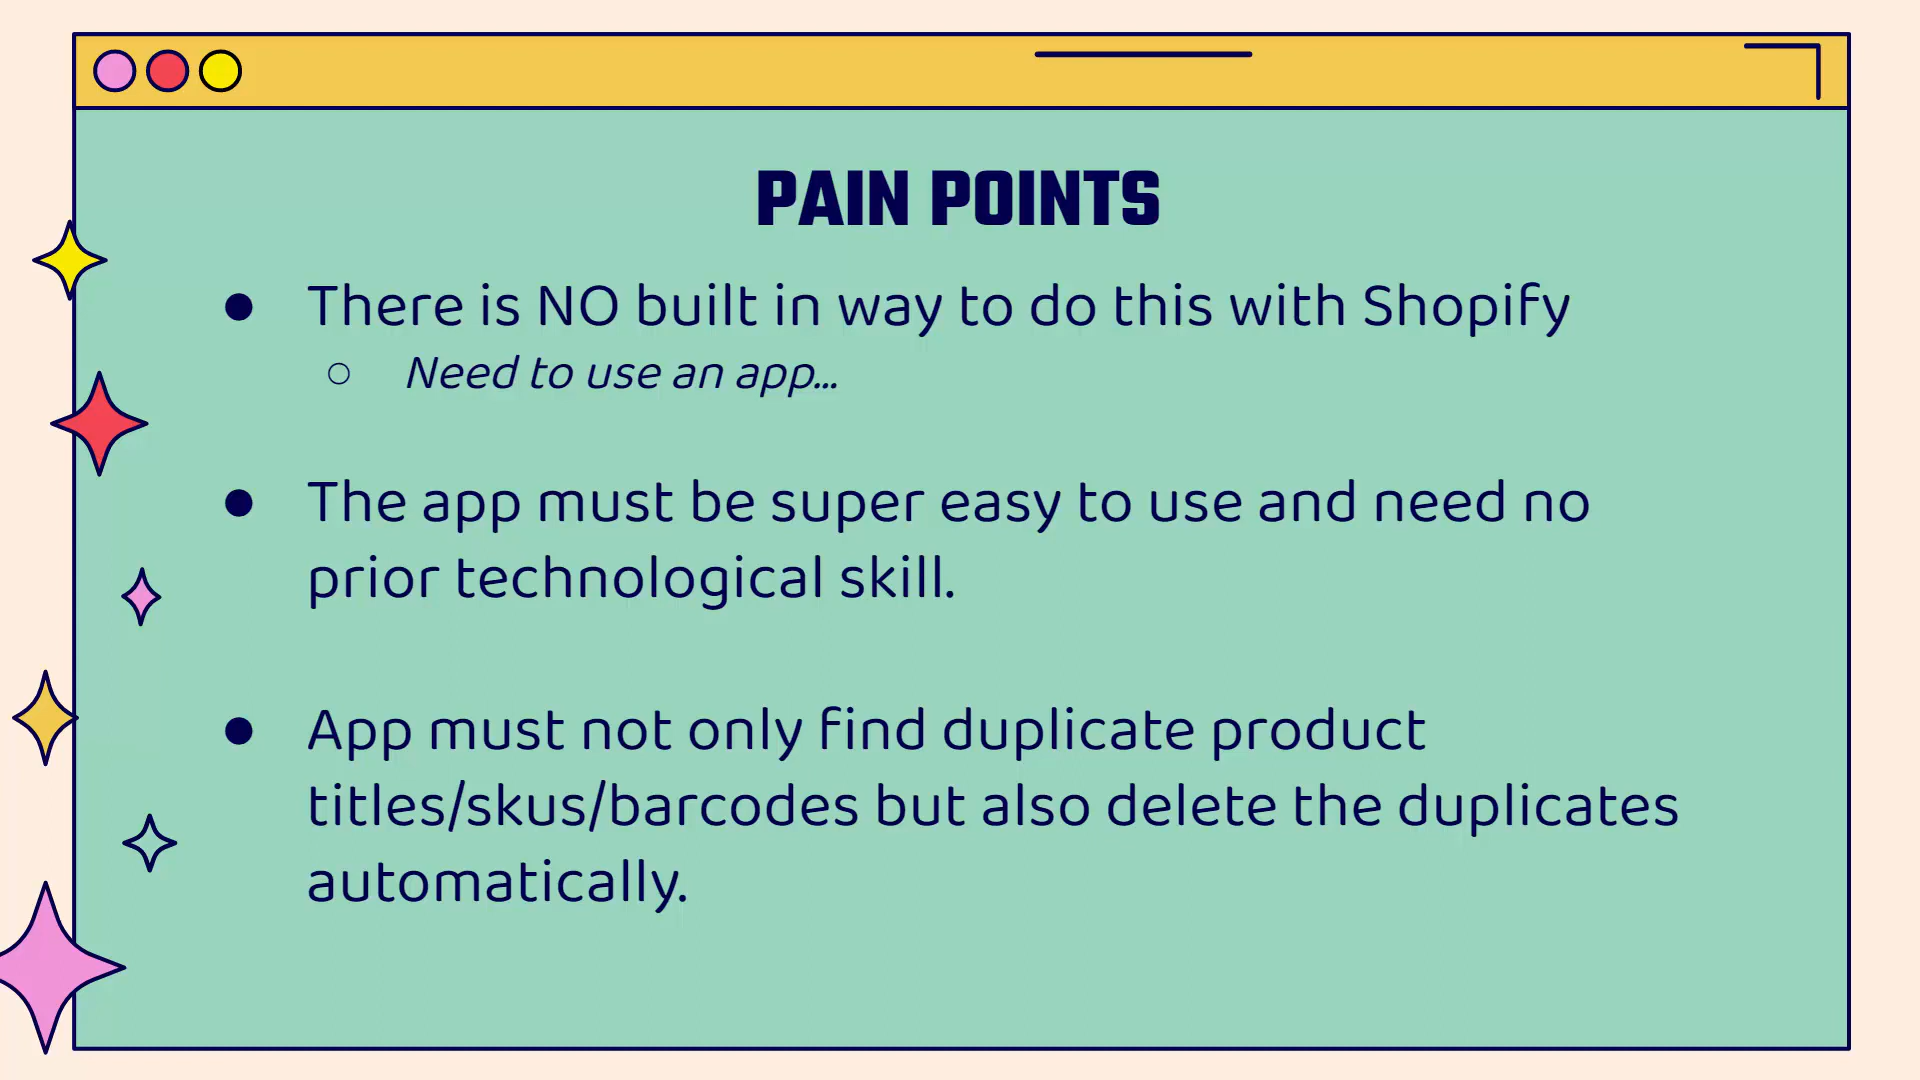 PAIN POINTS
● There is NO built in way to do this with Shopify
○ Need to use an app...
● The app must be super easy to use and need no
prior technological skill.
● App must not only find duplicate product
titles/skus/barcodes but also delete the duplicates
automatically.